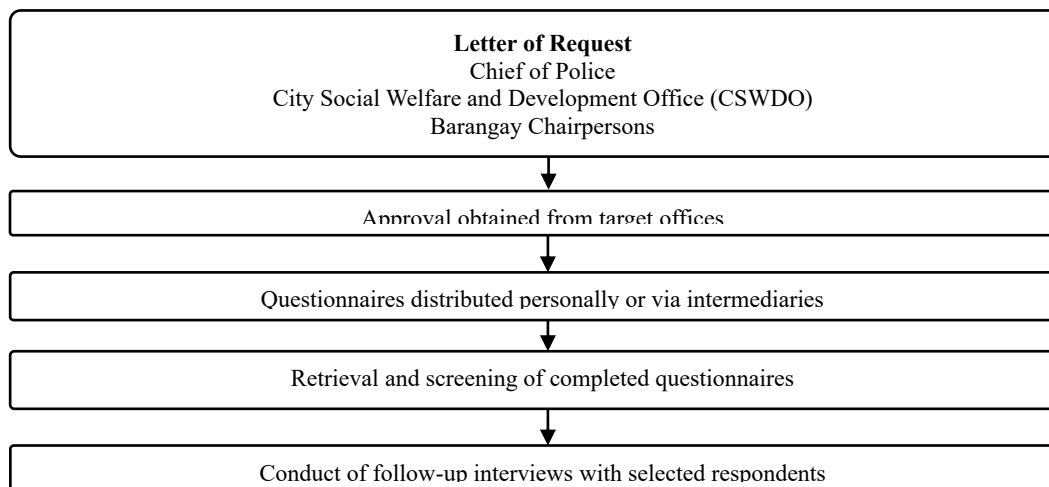 Letter of Request
Chief of Police
City Social Welfare and Development Office (CSWDO)
Barangay Chairpersons
Approval obtained from target offices
Questionnaires distributed personally or via intermediaries
Retrieval and screening of completed questionnaires
Conduct of follow-up interviews with selected respondents